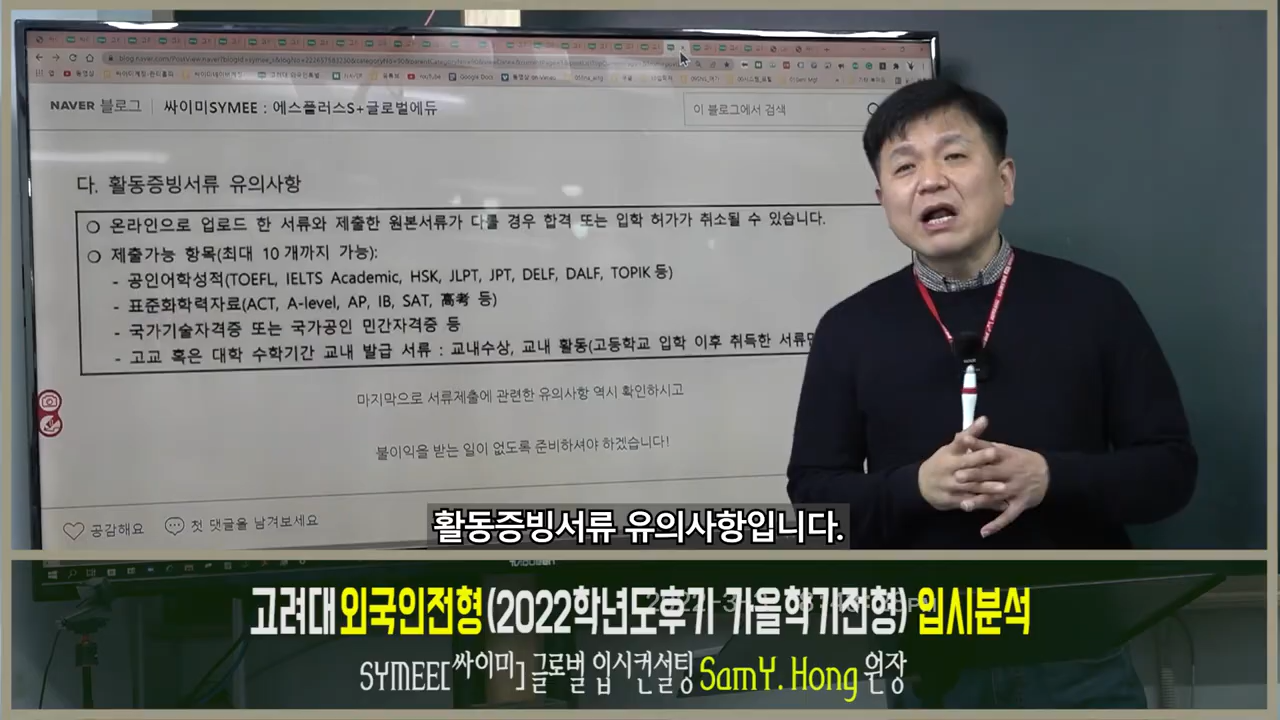 NAVER 블로그 | 싸이미SYMEE : 에스플러스S+글로벌에듀
이 블로그에서 검색
다. 활동증빙서류 유의사항
○ 온라인으로 업로드 한 서류와 제출한 원본서류가 다를 경우 합격 또는 입학 허가가 취소될 수 있습니다.
○ 제출가능 항목(최대 10개까지 가능):
- 공인어학성적(TOEFL, IELTS Academic, HSK, JLPT, JPT, DELF, DALF, TOPIK 등)
- 표준화학력자료(ACT, A-level, AP, IB, SAT, 高考 등)
- 국가기술자격증 또는 국가공인 민간자격증 등
- 고교 혹은 대학 수학기간 교내 발급 서류 : 교내수상, 교내 활동(고등학교 입학 이후 취득한 서류만
마지막으로 서류제출에 관련한 유의사항 역시 확인하시고
불이익을 받는 일이 없도록 준비하셔야 하겠습니다!
공감해요 첫 댓글을 남겨보세요
활동증빙서류 유의사항입니다.
고려대 외국인전형(2022학년도후기 가을학기전형) 입시분석
SYMEE[싸이미] 글로벌 입시컨설팅 SamY. Hong 원장